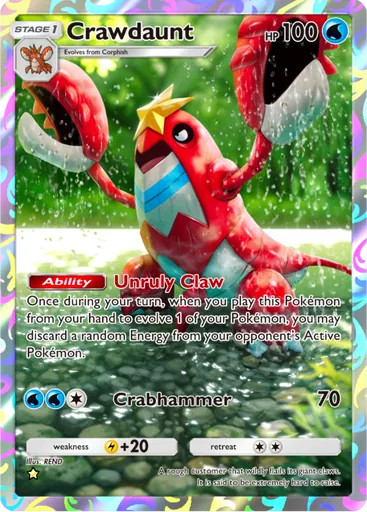 STAGE 1
Crawdaunt
HP 100
Evolves from Corphish
Ability Unruly Claw
Once during your turn, when you play this Pokémon
from your hand to evolve 1 of your Pokémon, you may
discard a random Energy from your opponent's Active
Pokémon.
Crabhammer 70
weakness +20 retreat
Illus. REND
A rough customer that wildly flails its giant claws.
It is said to be extremely hard to raise.